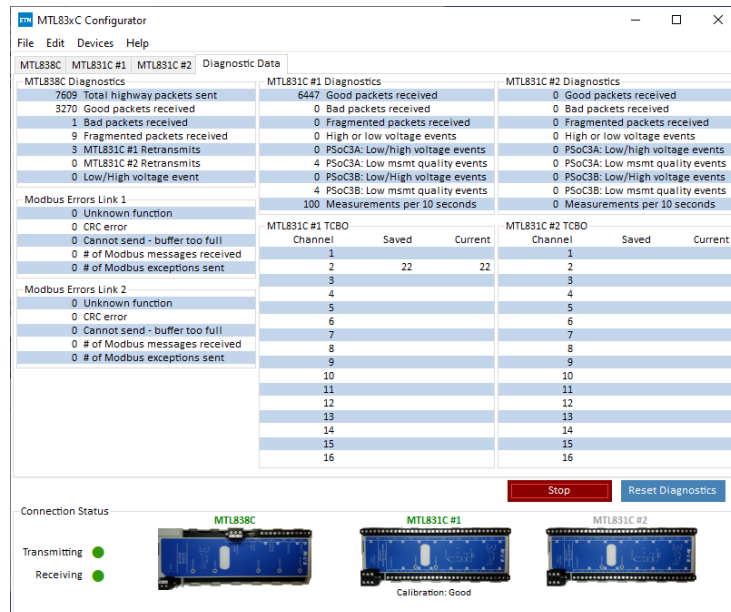 ETN MTL83xC Configurator
File Edit Devices Help
MTL838C MTL831C #1 MTL831C #2 Diagnostic Data
MTL838C Diagnostics
7609 Total highway packets sent
3270 Good packets received
1 Bad packets received
9 Fragmented packets received
3 MTL831C #1 Retransmits
0 MTL831C #2 Retransmits
0 Low/High voltage event
Modbus Errors Link 1
0 Unknown function
0 CRC error
0 Cannot send - buffer too full
0 # of Modbus messages received
0 # of Modbus exceptions sent
Modbus Errors Link 2
0 Unknown function
0 CRC error
0 Cannot send - buffer too full
0 # of Modbus messages received
0 # of Modbus exceptions sent
MTL831C #1 Diagnostics
6447 Good packets received
0 Bad packets received
0 Fragmented packets received
0 High or low voltage events
0 PSoC3A: Low/high voltage events
4 PSoC3A: Low msmt quality events
0 PSoC3B: Low/High voltage events
4 PSoC3B: Low msmt quality events
100 Measurements per 10 seconds
MTL831C #1 TCBO
Channel Saved Current
1
2 22 22
3
4
5
6
7
8
9
10
11
12
13
14
15
16
MTL831C #2 Diagnostics
0 Good packets received
0 Bad packets received
0 Fragmented packets received
0 High or low voltage events
0 PSoC3A: Low/high voltage events
0 PSoC3A: Low msmt quality events
0 PSoC3B: Low/High voltage events
0 PSoC3B: Low msmt quality events
0 Measurements per 10 seconds
MTL831C #2 TCBO
Channel Saved Current
1
2
3
4
5
6
7
8
9
10
11
12
13
14
15
16
Stop Reset Diagnostics
Connection Status
Transmitting
Receiving
MTL838C
MTL831C #1
Calibration: Good
MTL831C #2